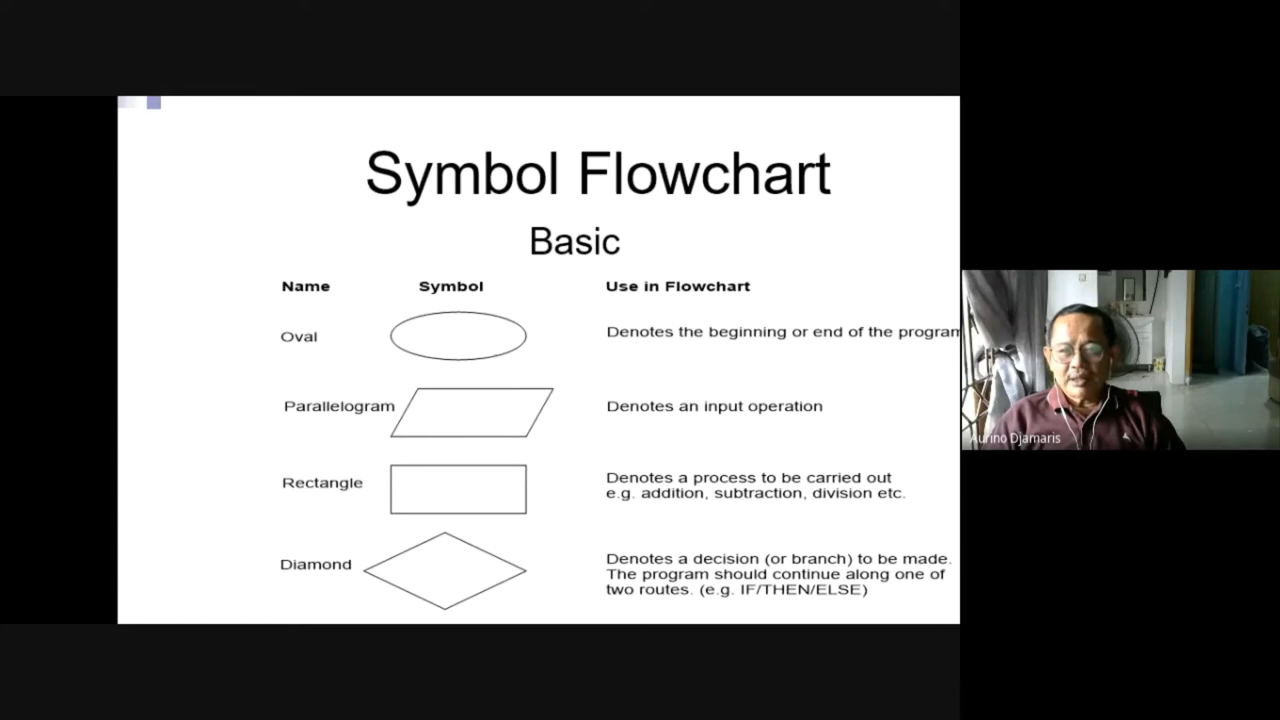 Symbol Flowchart
Basic
Name Symbol Use in Flowchart
Oval Denotes the beginning or end of the program
Parallelogram Denotes an input operation
Rectangle Denotes a process to be carried out
e.g. addition, subtraction, division etc.
Diamond Denotes a decision (or branch) to be made.
The program should continue along one of
two routes. (e.g. IF/THEN/ELSE)
Aurino Djamaris